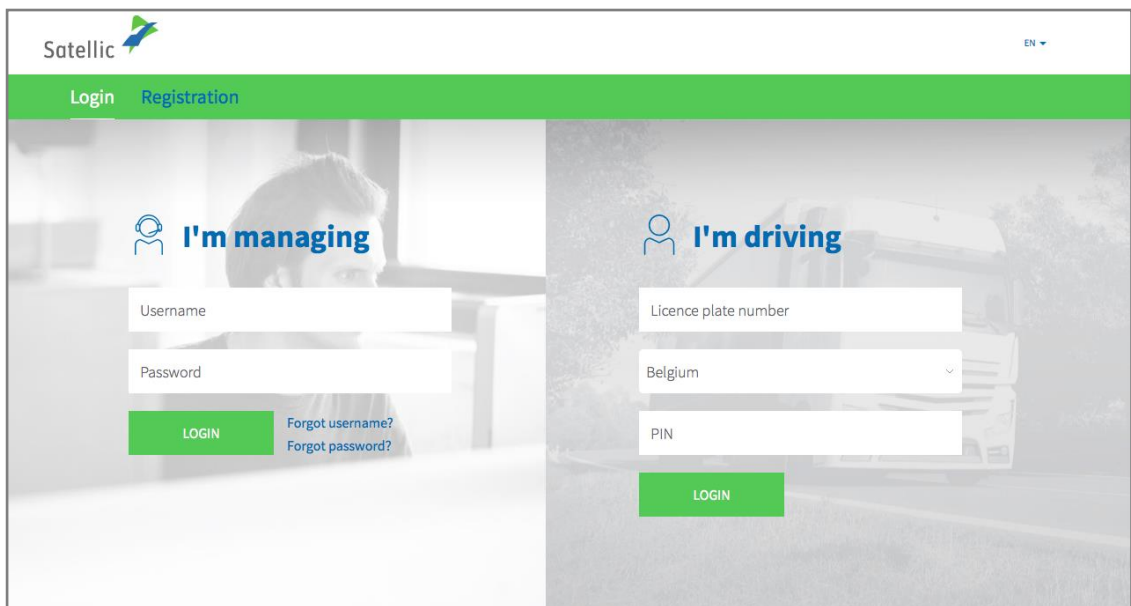 Satellic
EN
Login Registration
I'm managing
Username
Password
LOGIN
Forgot username?
Forgot password?
I'm driving
Licence plate number
Belgium
PIN
LOGIN